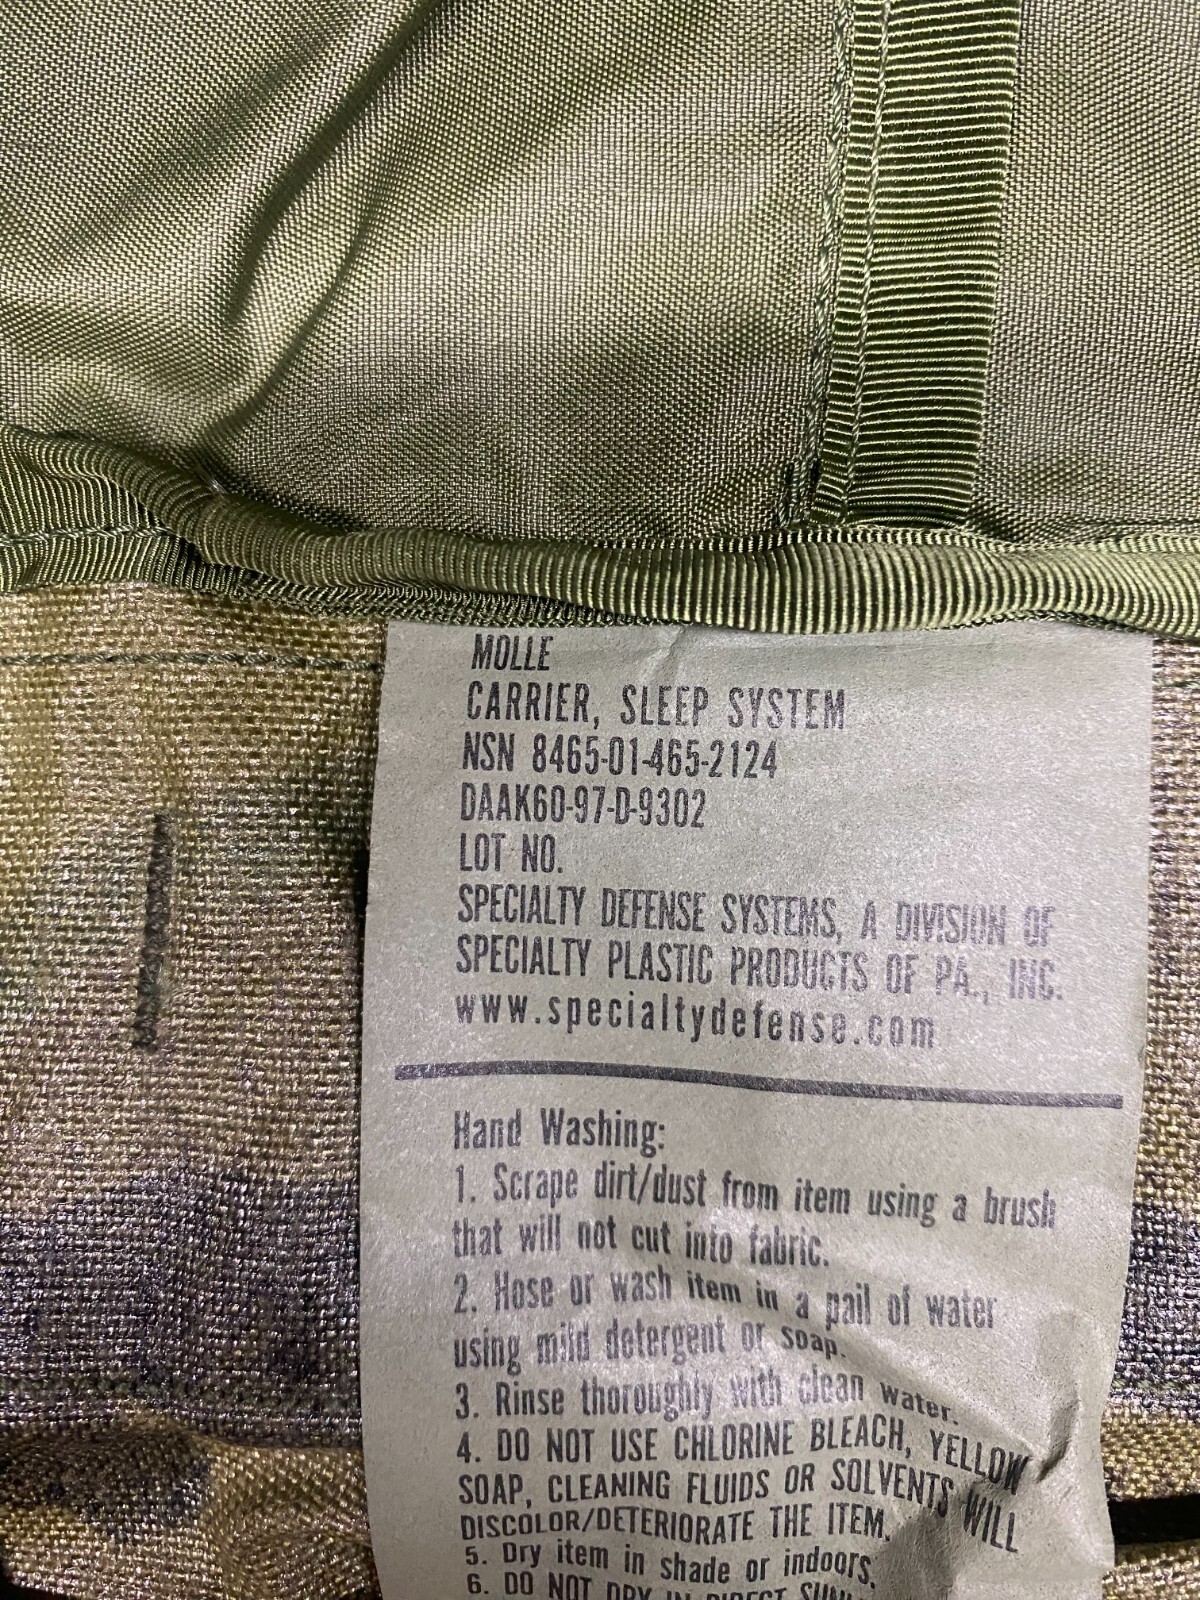 MOLLE
CARRIER, SLEEP SYSTEM
NSN 8465-01-465-2124
DAAK60-97-D-9302
LOT NO.
SPECIALTY DEFENSE SYSTEMS, A DIVISION OF
SPECIALTY PLASTIC PRODUCTS OF PA., INC.
www.specialtydefense.com
Hand Washing:
1. Scrape dirt/dust from item using a brush
that will not cut into fabric.
2. Hose or wash item in a pail of water
using mild detergent or soap.
3. Rinse thoroughly with clean water.
4. DO NOT USE CHLORINE BLEACH, YELLOW
SOAP, CLEANING FLUIDS OR SOLVENTS WILL
DISCOLOR/DETERIORATE THE ITEM.
5. Dry item in shade or indoors.
6. DO NOT DRY IN DIRECT